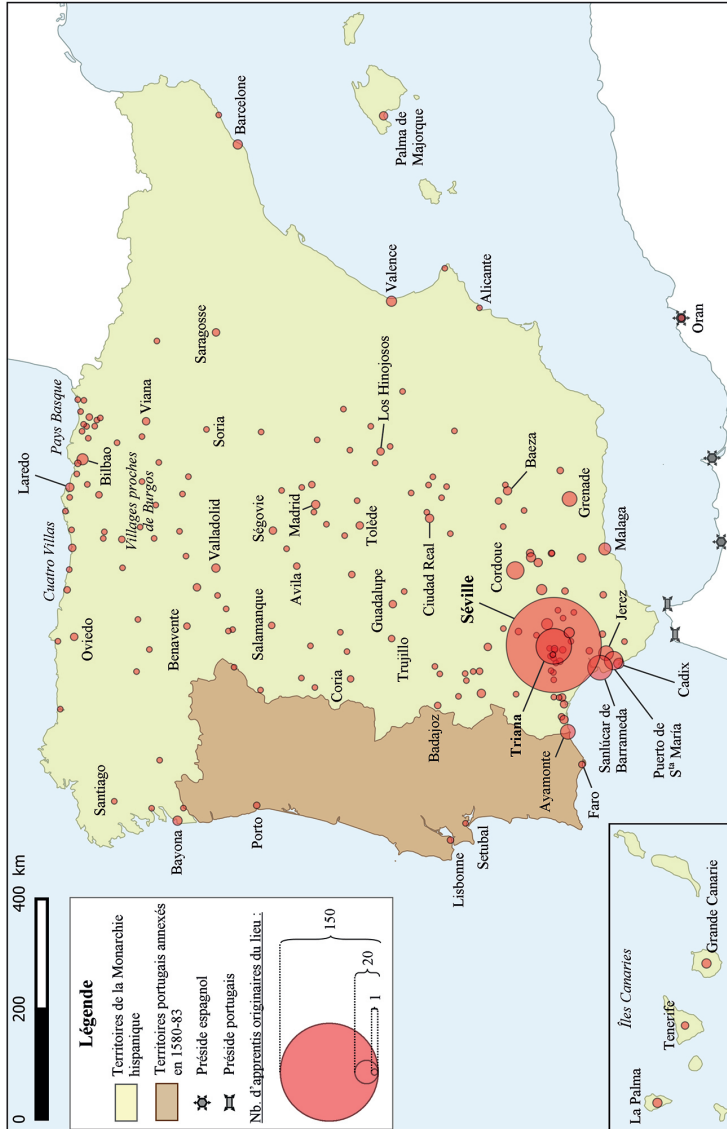 0
200
400 km
Légende
Territoires de la Monarchie
hispanique
Territoires portugais annexés
en 1580-83
Préside espagnol
Préside portugais
Nb. d'apprentis originaires du lieu :
150
20
1
Santiago
Bayona
Oviedo
Cuatro Villas
Laredo
Bilbao
Pays Basque
Villages proches
de Burgos
Viana
Benavente
Valladolid
Soria
Saragosse
Barcelone
Porto
Salamanque
Ségovie
Avila
Madrid
Coria
Tolède
Los Hinojosos
Guadalupe
Trujillo
Valence
Palma de
Majorque
Ciudad Real
Badajoz
Lisbonne
Setubal
Alicante
Baeza
Cordoue
Séville
Triana
Grenade
Ayamonte
Faro
Malaga
Jerez
Sanlúcar de
Barrameda
Puerto de
Sta Maria
Cadix
Oran
Îles Canaries
La Palma
Tenerife
Grande Canarie